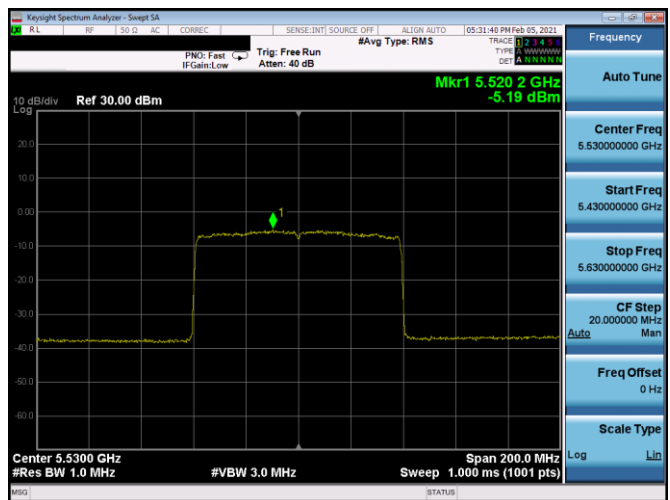 Keysight Spectrum Analyzer - Swept SA
LXI RL RF 50 Ω AC CORREC SENSE:INT SOURCE OFF ALIGN AUTO 05:31:40 PM Feb 05, 2021
PNO: Fast
IFGain:Low
Trig: Free Run
Atten: 40 dB
#Avg Type: RMS
TRACE 1 2 3 4 5 6
TYPE A WWWWW
DET A N N N N N
Mkr1 5.520 2 GHz
-5.19 dBm
10 dB/div
Log
Ref 30.00 dBm
20.0
0.00
-10.0
-20.0
-30.0
-40.0
-50.0
-60.0
1
Center 5.5300 GHz
#Res BW 1.0 MHz
#VBW 3.0 MHz
Span 200.0 MHz
Sweep 1.000 ms (1001 pts)
MSG
STATUS
Frequency
Auto Tune
Center Freq
5.530000000 GHz
Start Freq
5.430000000 GHz
Stop Freq
5.630000000 GHz
CF Step
20.000000 MHz
Auto Man
Freq Offset
0 Hz
Scale Type
Log Lin